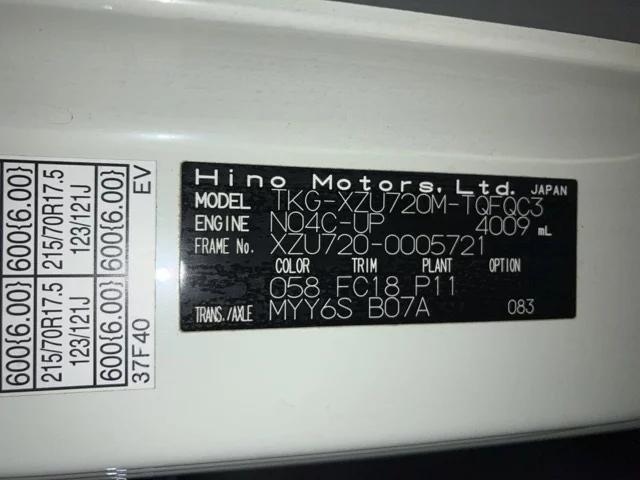 Hino Motors, Ltd. JAPAN
MODEL TKG-XZU720M-TQFQC3
ENGINE N04C-UP 4009 mL
FRAME No. XZU720-0005721
COLOR TRIM PLANT OPTION
058 FC18 P11
TRANS./AXLE MYY6S B07A 083
600{6.00} 600{6.00}
215/70R17.5 215/70R17.5
123/121J 123/121J
600{6.00} 600{6.00}
37F40 EV